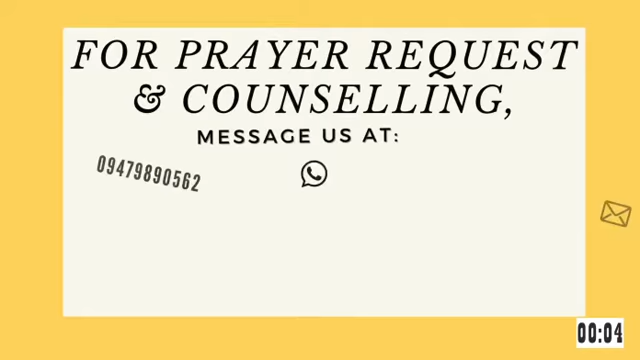 FOR PRAYER REQUEST
& COUNSELLING,
MESSAGE US AT:
09479890562
00:04